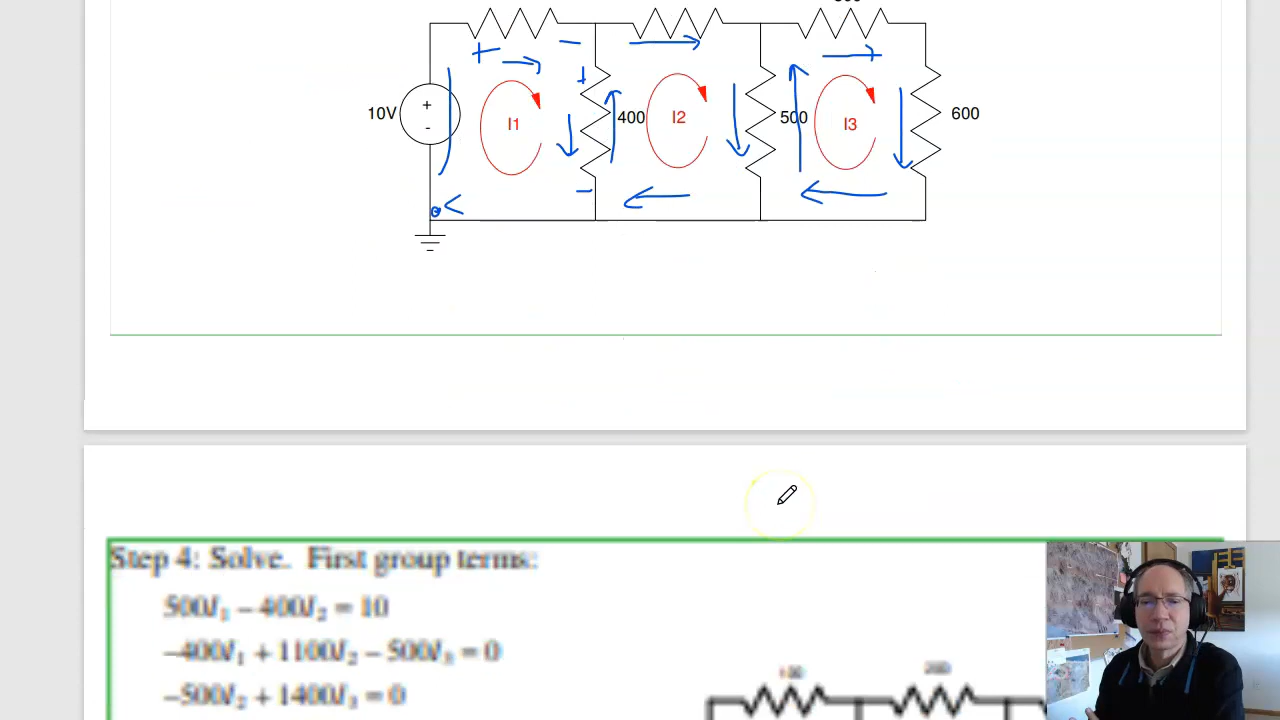 10V
+
-
I1
400
I2
500
I3
600
+
−
+
−
Step 4: Solve. First group terms:
500I₁ − 400I₂ = 10
−400I₁ + 1100I₂ − 500I₃ = 0
−500I₂ + 1400I₃ = 0